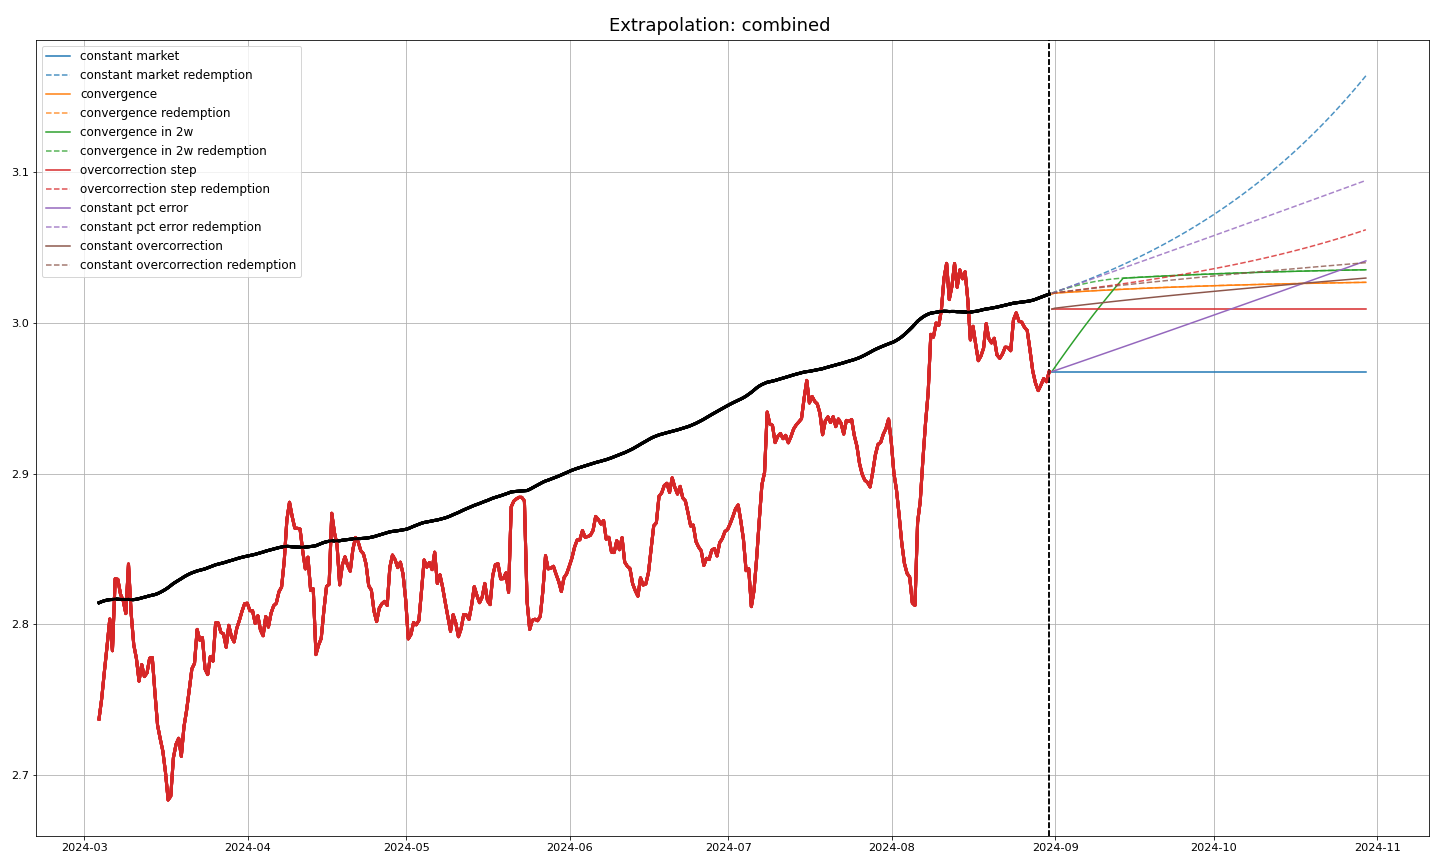 Extrapolation: combined
constant market
constant market redemption
convergence
convergence redemption
convergence in 2w
convergence in 2w redemption
overcorrection step
overcorrection step redemption
constant pct error
constant pct error redemption
constant overcorrection
constant overcorrection redemption
3.1
3.0
2.9
2.8
2.7
2024-03 2024-04 2024-05 2024-06 2024-07 2024-08 2024-09 2024-10 2024-11